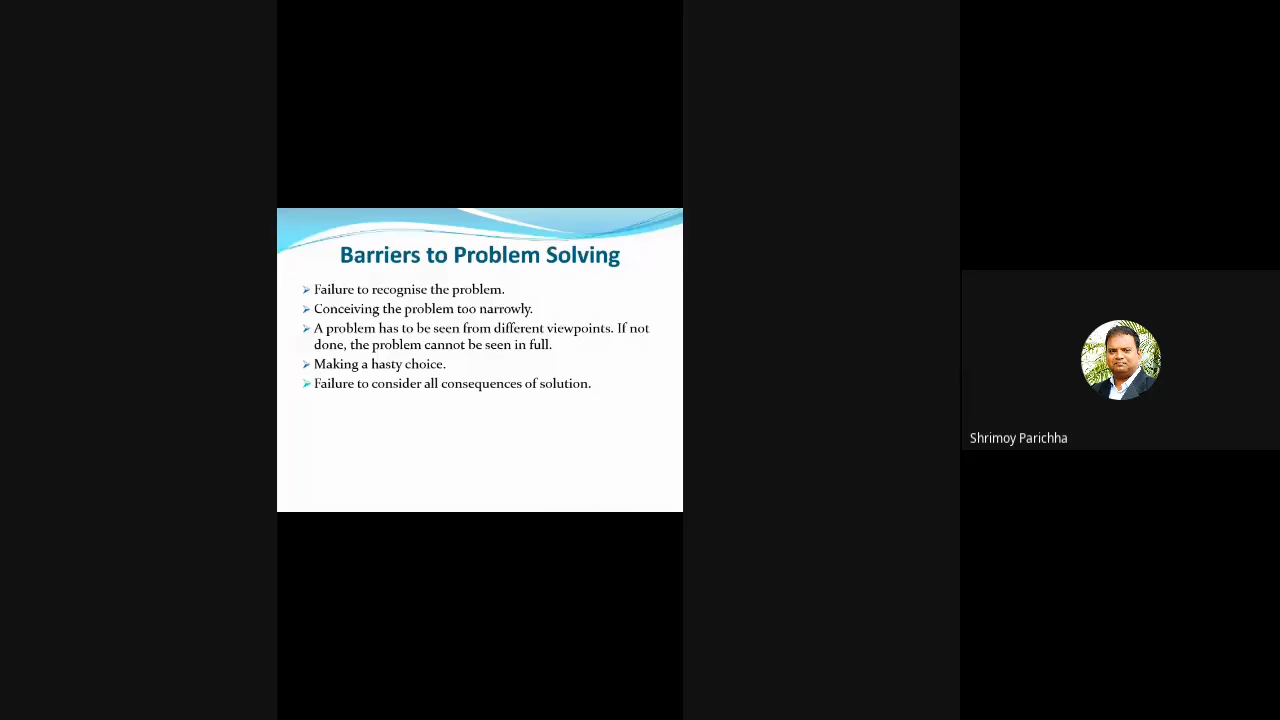 Barriers to Problem Solving
Failure to recognise the problem.
Conceiving the problem too narrowly.
A problem has to be seen from different viewpoints. If not
done, the problem cannot be seen in full.
Making a hasty choice.
Failure to consider all consequences of solution.
Shrimoy Parichha